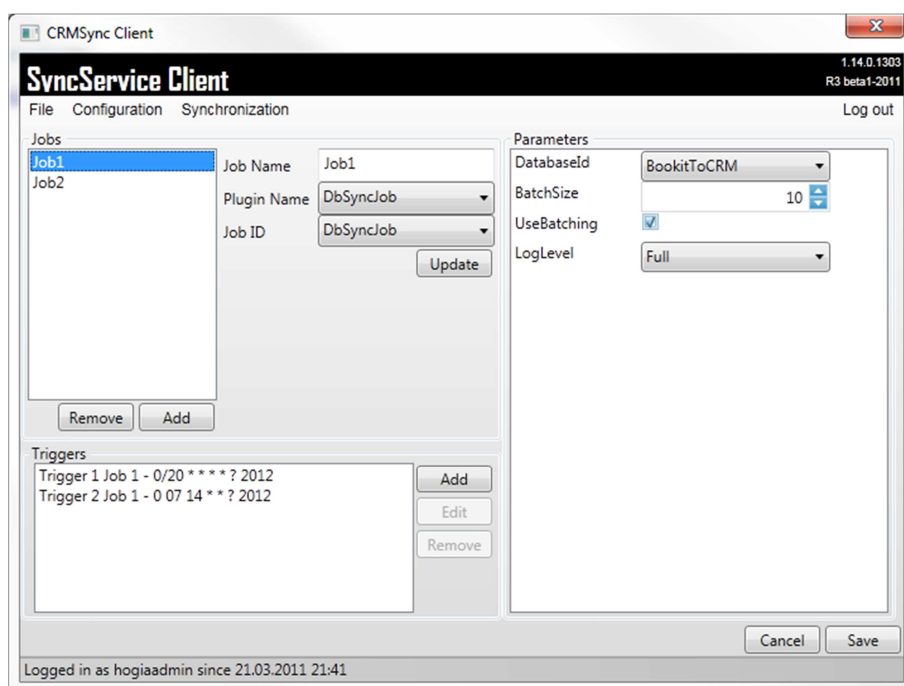 CRMSync Client
SyncService Client
1.14.0.1303
R3 beta1-2011
File Configuration Synchronization Log out
Jobs
Job1
Job2
Job Name Job1
Plugin Name DbSyncJob
Job ID DbSyncJob
Update
Remove Add
Triggers
Trigger 1 Job 1 - 0/20 * * * * ? 2012
Trigger 2 Job 1 - 0 07 14 * * ? 2012
Add
Edit
Remove
Parameters
DatabaseId BookitToCRM
BatchSize 10
UseBatching
LogLevel Full
Cancel Save
Logged in as hogiaadmin since 21.03.2011 21:41